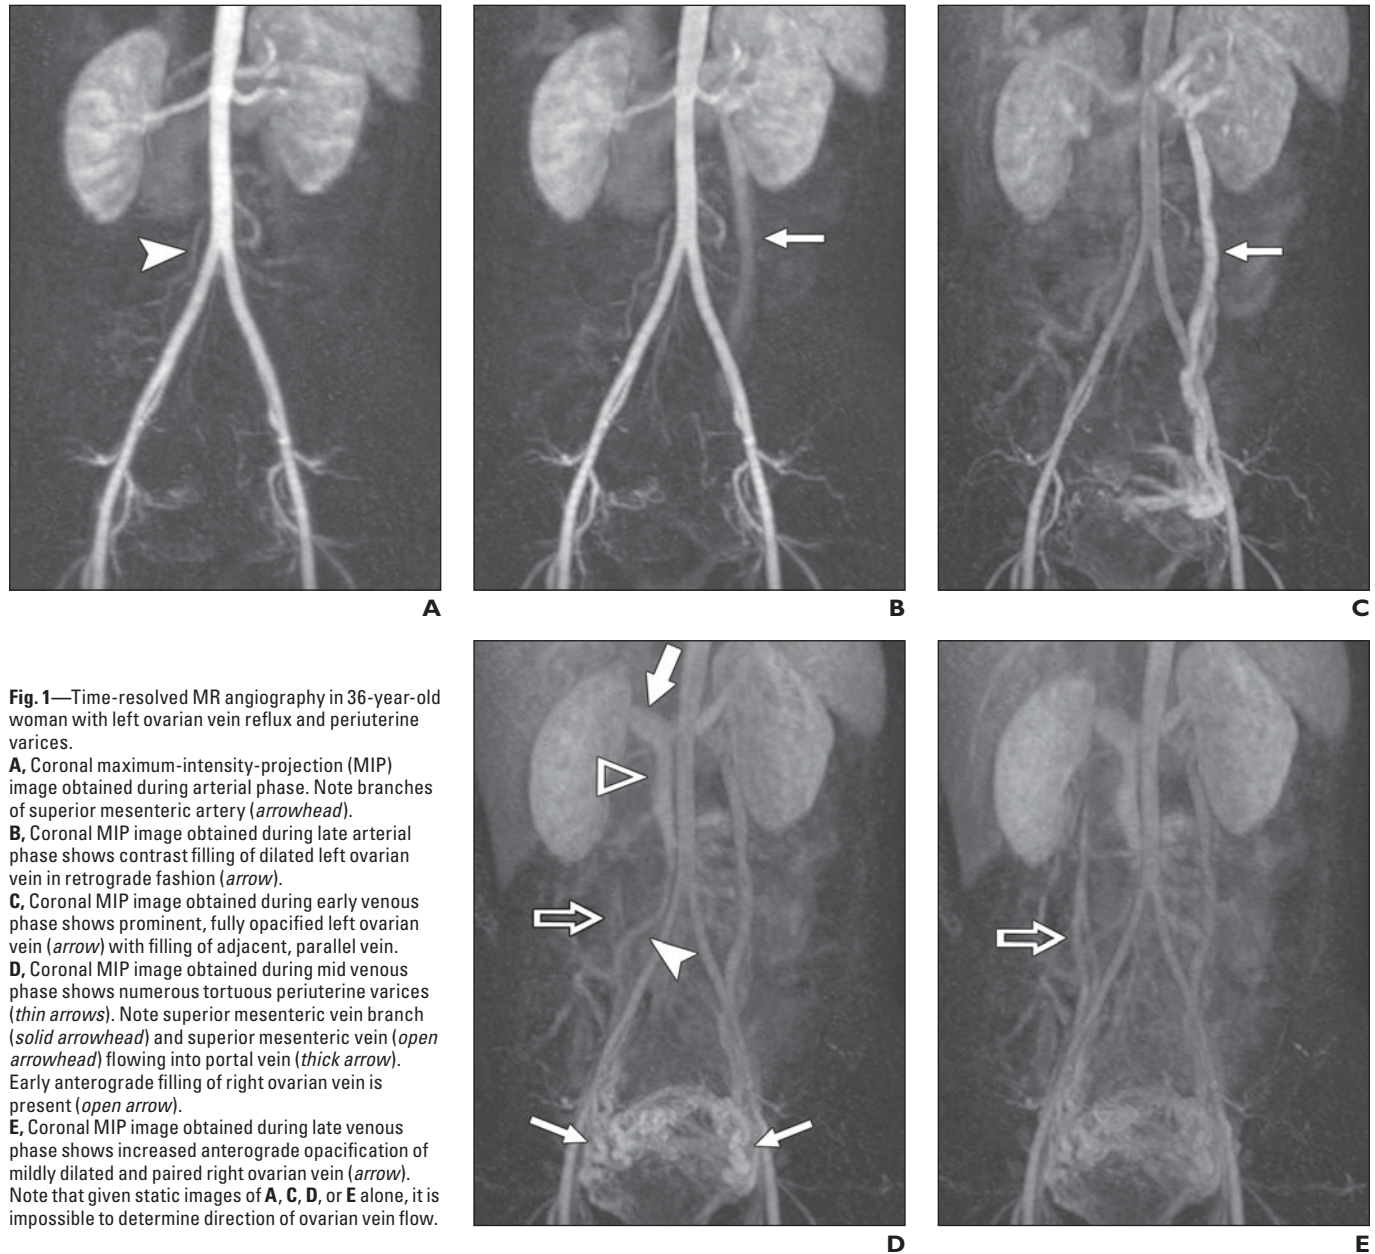 A
B
C
Fig. 1—Time-resolved MR angiography in 36-year-old
woman with left ovarian vein reflux and periuterine
varices.
A, Coronal maximum-intensity-projection (MIP)
image obtained during arterial phase. Note branches
of superior mesenteric artery (arrowhead).
B, Coronal MIP image obtained during late arterial
phase shows contrast filling of dilated left ovarian
vein in retrograde fashion (arrow).
C, Coronal MIP image obtained during early venous
phase shows prominent, fully opacified left ovarian
vein (arrow) with filling of adjacent, parallel vein.
D, Coronal MIP image obtained during mid venous
phase shows numerous tortuous periuterine varices
(thin arrows). Note superior mesenteric vein branch
(solid arrowhead) and superior mesenteric vein (open
arrowhead) flowing into portal vein (thick arrow).
Early anterograde filling of right ovarian vein is
present (open arrow).
E, Coronal MIP image obtained during late venous
phase shows increased anterograde opacification of
mildly dilated and paired right ovarian vein (arrow).
Note that given static images of A, C, D, or E alone, it is
impossible to determine direction of ovarian vein flow.
D
E